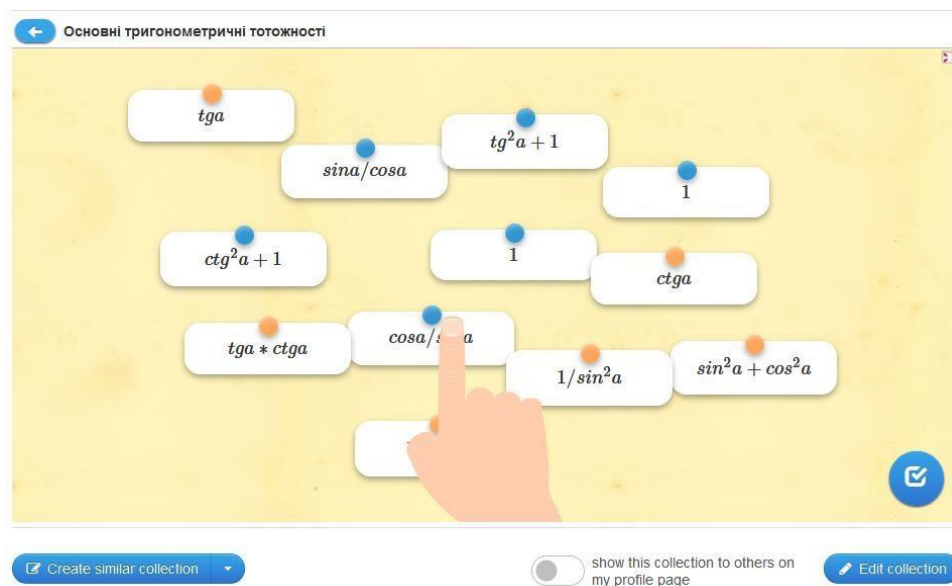 Основні тригонометричні тотожності
tga
tg²a + 1
sina/cosa
1
ctg²a + 1
1
ctga
cosa/
tga ∗ ctga
1/sin²a
sin²a + cos²a
Create similar collection
show this collection to others on
my profile page
Edit collection